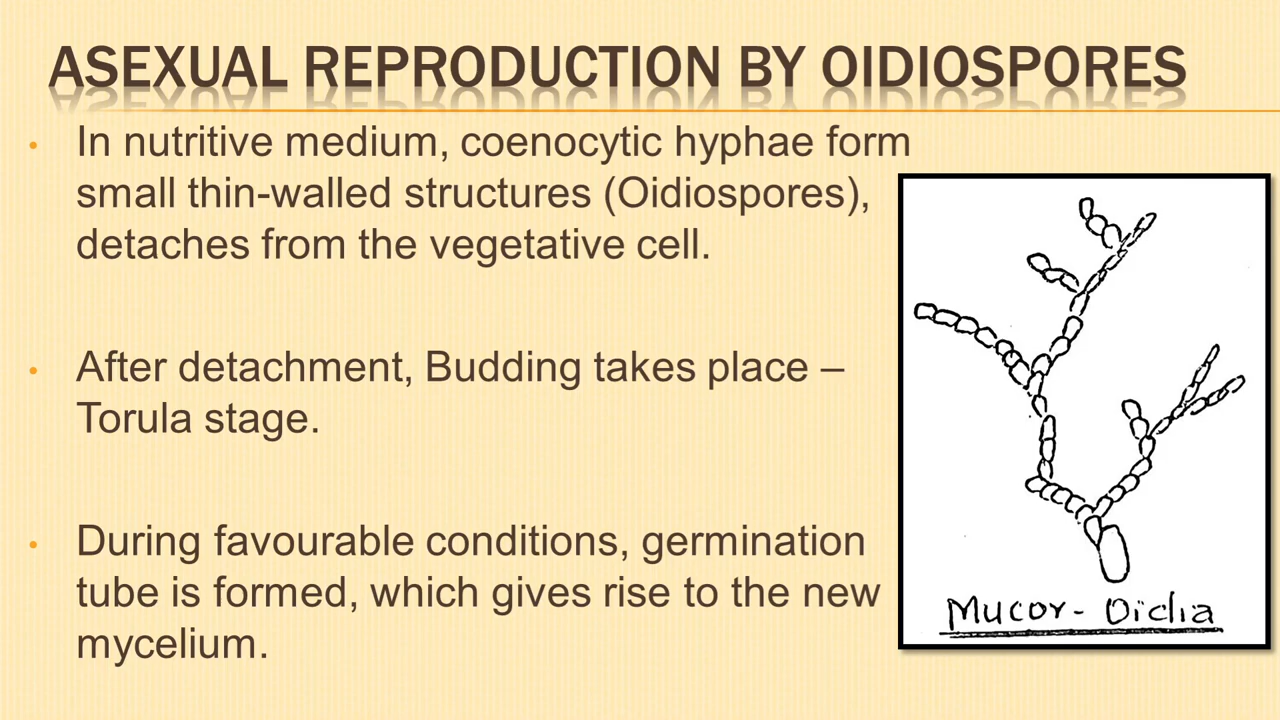 ASEXUAL REPRODUCTION BY OIDIOSPORES
• In nutritive medium, coenocytic hyphae form
small thin-walled structures (Oidiospores),
detaches from the vegetative cell.
• After detachment, Budding takes place –
Torula stage.
• During favourable conditions, germination
tube is formed, which gives rise to the new
mycelium.
Mucor - Oidia